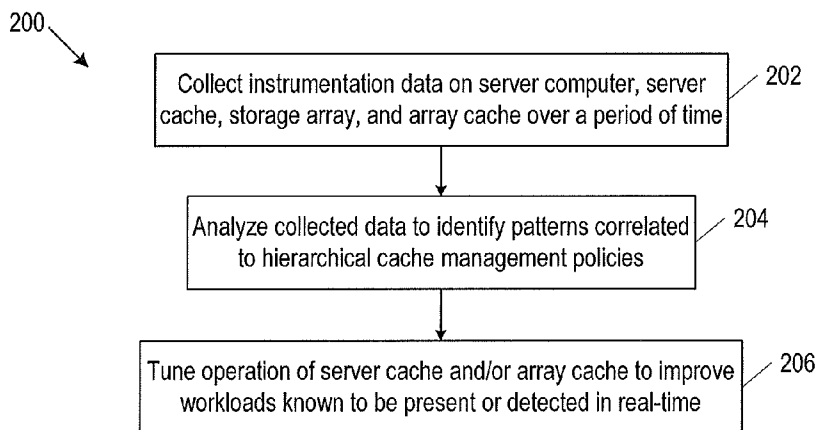 200
Collect instrumentation data on server computer, server
cache, storage array, and array cache over a period of time
202
Analyze collected data to identify patterns correlated
to hierarchical cache management policies
204
Tune operation of server cache and/or array cache to improve
workloads known to be present or detected in real-time
206